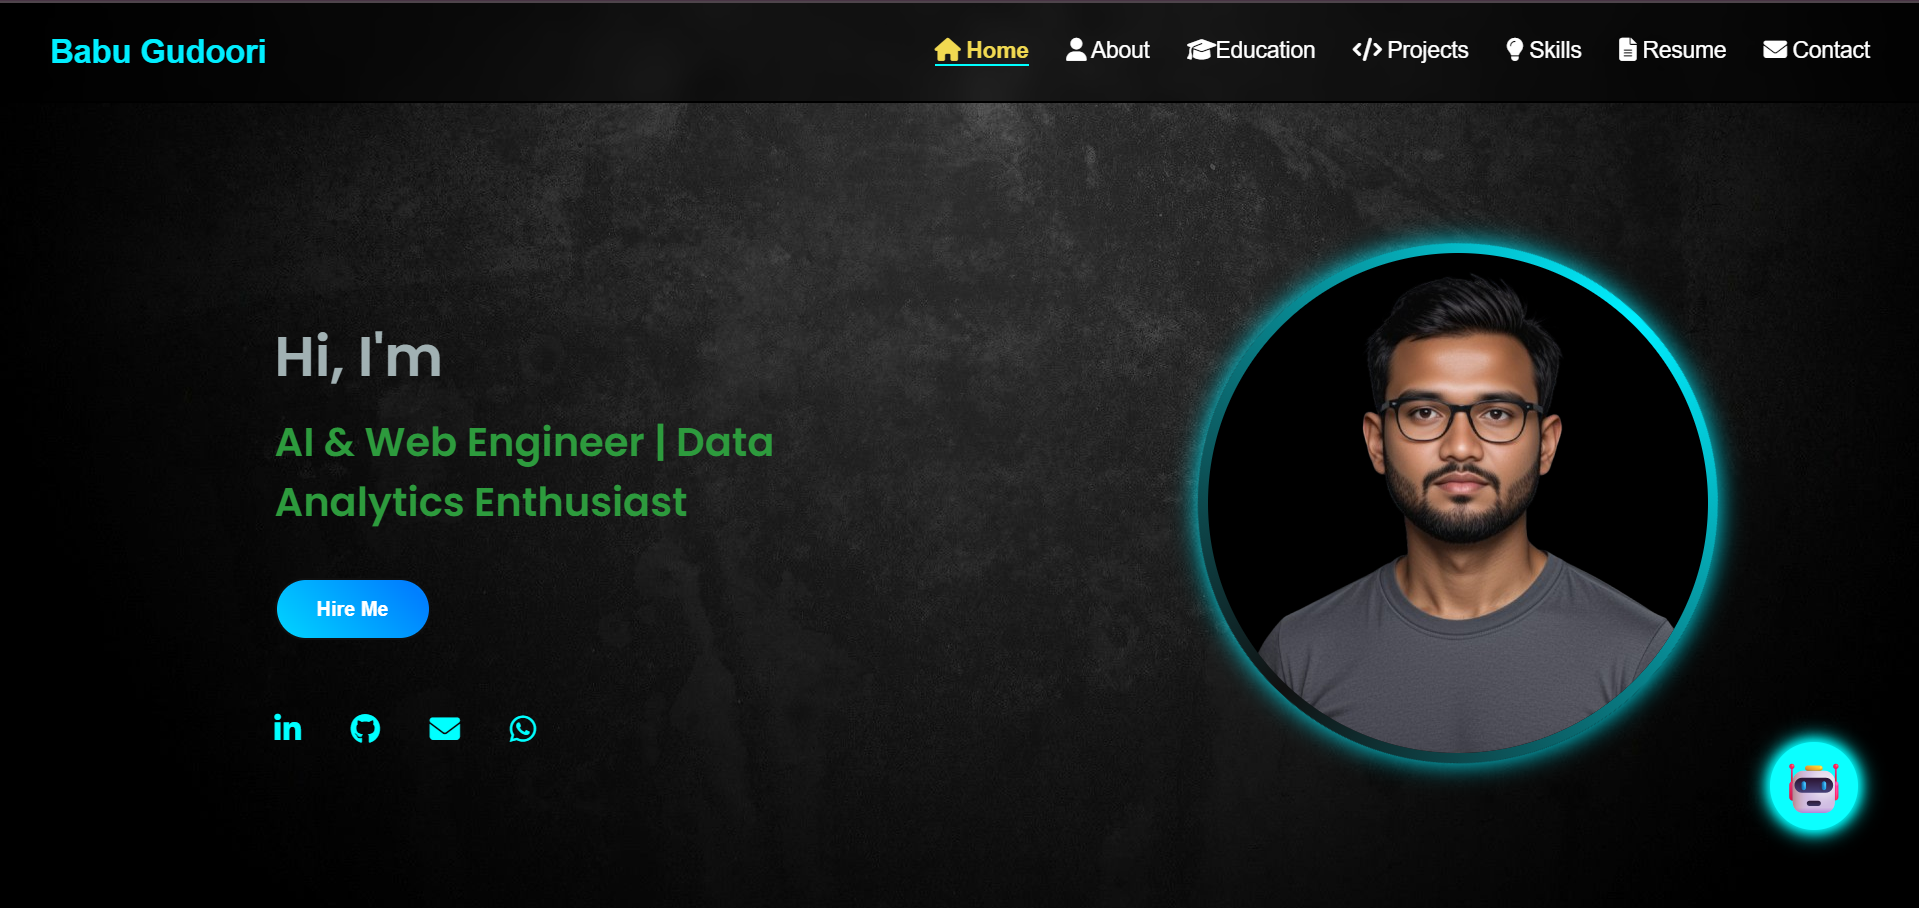 Babu Gudoori
Home About Education Projects Skills Resume Contact
Hi, I'm
AI & Web Engineer | Data
Analytics Enthusiast
Hire Me